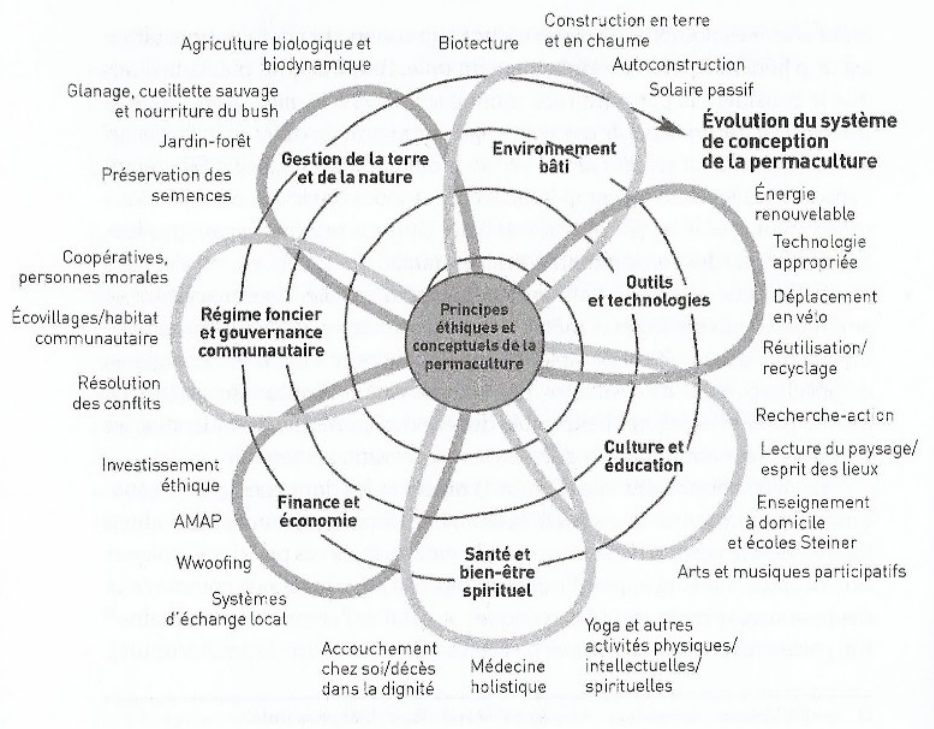 Construction en terre
et en chaume
Biotecture
Autoconstruction
Solaire passif
Évolution du système
de conception
de la permaculture
Agriculture biologique et
biodynamique
Glanage, cueillette sauvage
et nourriture du bush
Jardin-forêt
Préservation des
semences
Gestion de la terre
et de la nature
Environnement
bâti
Énergie
renouvelable
Technologie
appropriée
Déplacement
en vélo
Réutilisation/
recyclage
Outils
et technologies
Coopératives,
personnes morales
Écovillages/habitat
communautaire
Résolution
des conflits
Régime foncier
et gouvernance
communautaire
Principes
éthiques et
conceptuels de la
permaculture
Recherche-action
Lecture du paysage/
esprit des lieux
Enseignement
à domicile
et écoles Steiner
Arts et musiques participatifs
Culture et
éducation
Investissement
éthique
AMAP
Wwoofing
Systèmes
d'échange local
Finance et
économie
Santé et
bien-être
spirituel
Accouchement
chez soi/décès
dans la dignité
Médecine
holistique
Yoga et autres
activités physiques/
intellectuelles/
spirituelles